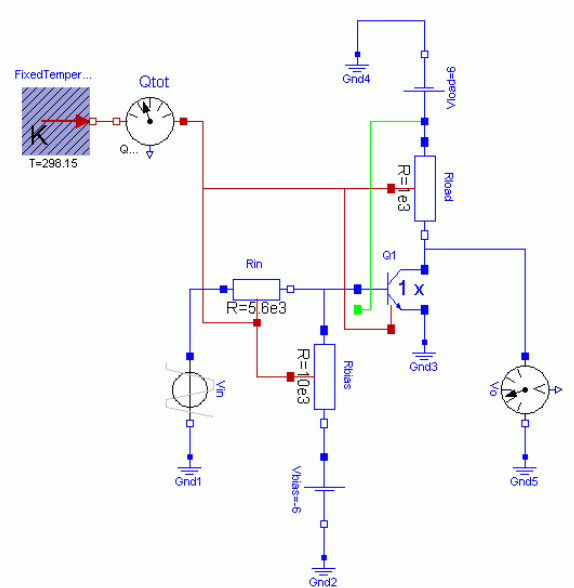 Gnd4
Vload=9
FixedTemper...
Qtot
K
Q...
T=298.15
R=1e3
Rload
Q1
1 x
Rin
R=5.6e3
Gnd3
R=10e3
Rbias
Vin
Vo
Gnd1
Gnd5
Vbias=-6
Gnd2